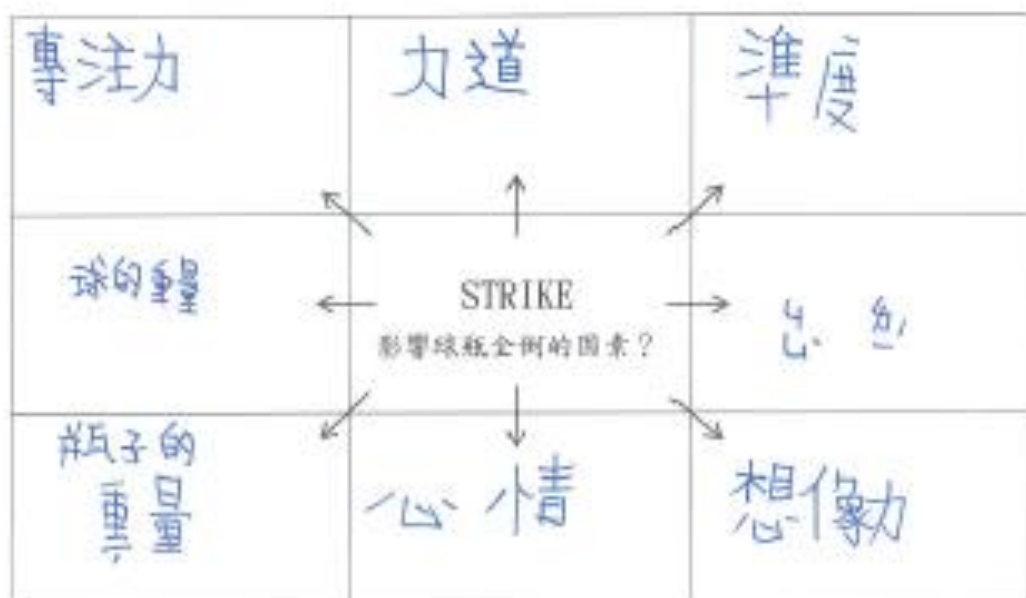 專注力
力道
準度
球的重量
STRIKE
影響球瓶全倒的因素？
瓶子的
重量
心情
想像力